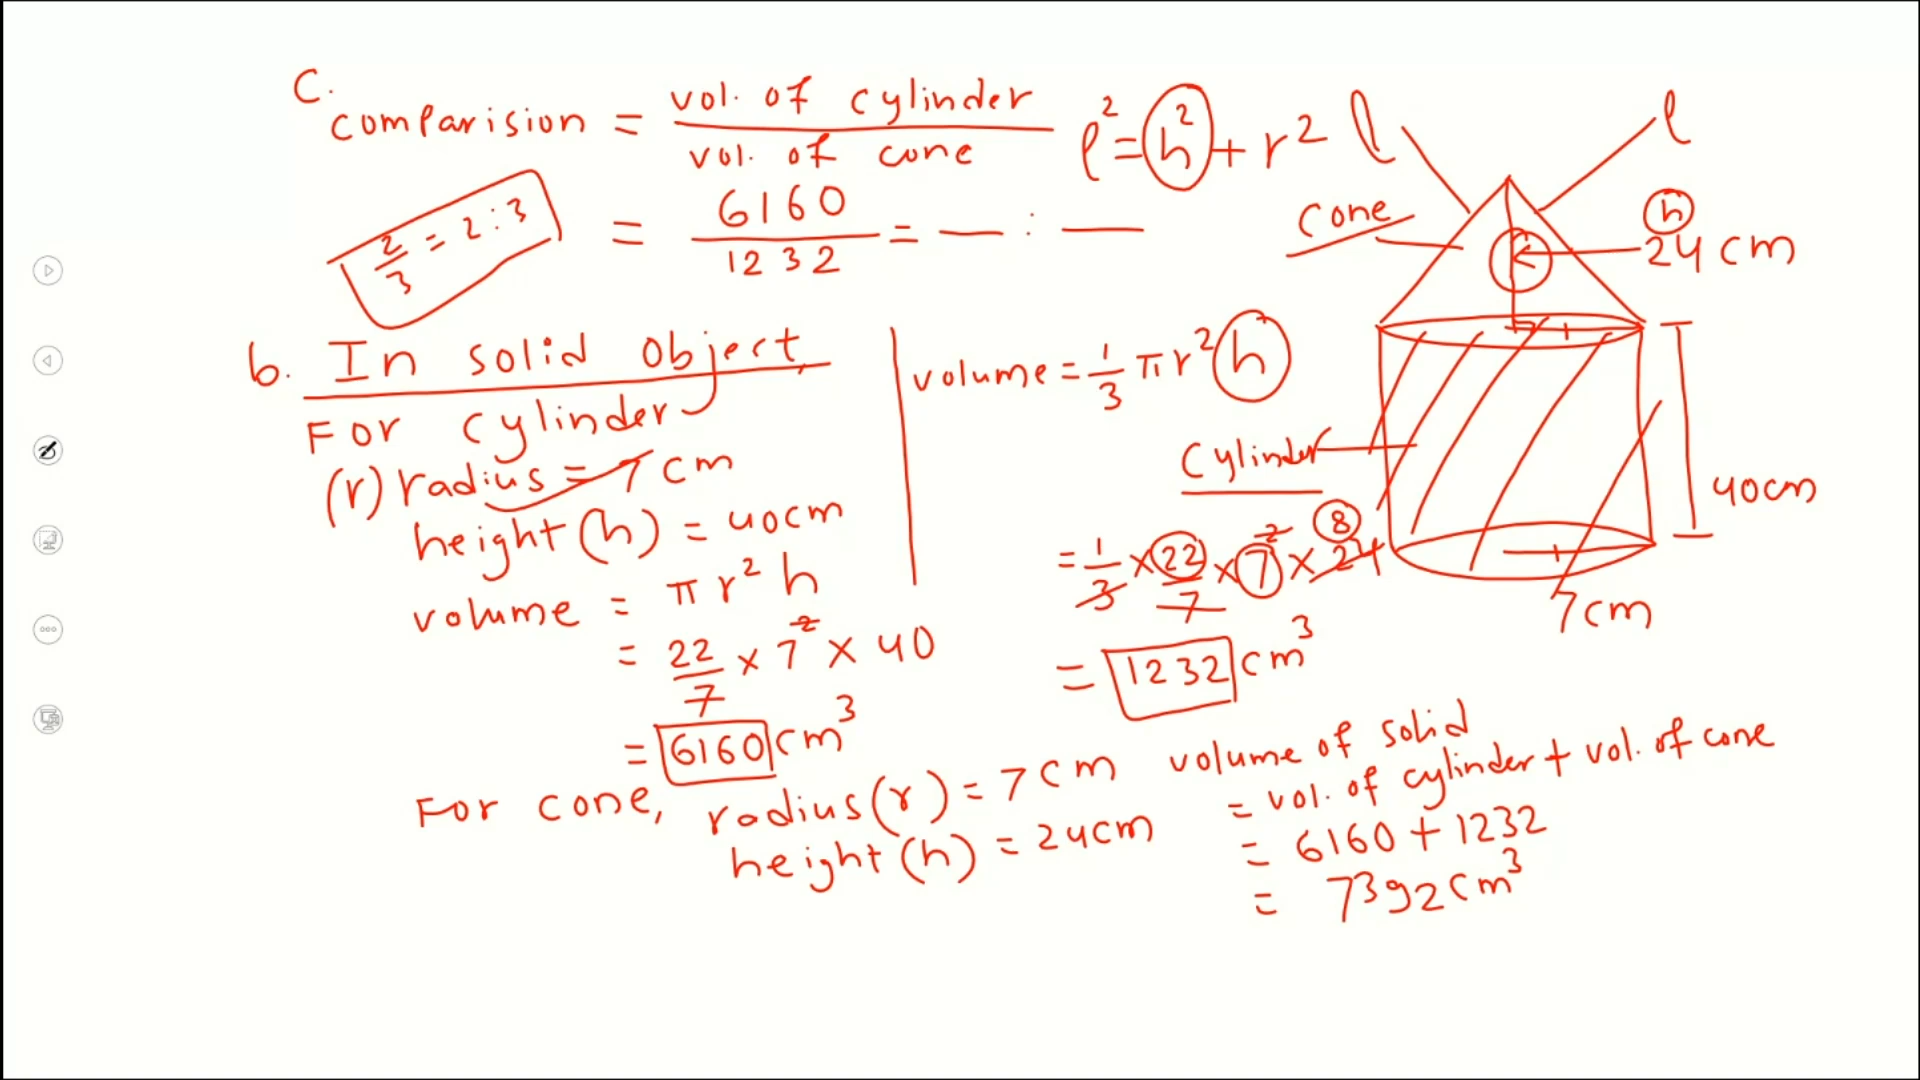 C.
comparision = vol. of cylinder / vol. of cone
= 6160 / 1232 = — : —
2/3 = 2:3
l² = h² + r²
l
l
cone
(h)
24 cm
b. In solid object,
For cylinder
(r) radius = 7 cm
height (h) = 40cm
volume = πr²h
= 22/7 × 7² × 40
= 6160 cm³
volume = 1/3 πr²h
cylinder
40cm
7cm
= 1/3 × 22/7 × 7² × 24
8
= 1232 cm³
For cone, radius (r) = 7cm
height (h) = 24cm
volume of solid
= vol. of cylinder + vol. of cone
= 6160 + 1232
= 7392 cm³